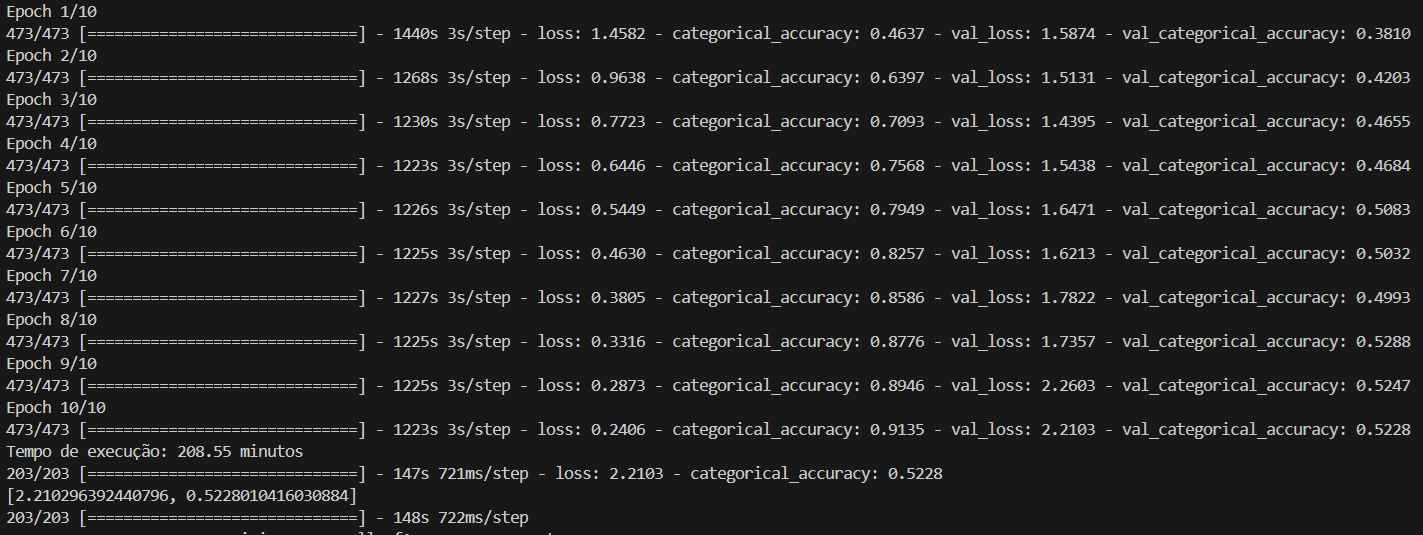 Epoch 1/10
473/473 [==============================] - 1440s 3s/step - loss: 1.4582 - categorical_accuracy: 0.4637 - val_loss: 1.5874 - val_categorical_accuracy: 0.3810
Epoch 2/10
473/473 [==============================] - 1268s 3s/step - loss: 0.9638 - categorical_accuracy: 0.6397 - val_loss: 1.5131 - val_categorical_accuracy: 0.4203
Epoch 3/10
473/473 [==============================] - 1230s 3s/step - loss: 0.7723 - categorical_accuracy: 0.7093 - val_loss: 1.4395 - val_categorical_accuracy: 0.4655
Epoch 4/10
473/473 [==============================] - 1223s 3s/step - loss: 0.6446 - categorical_accuracy: 0.7568 - val_loss: 1.5438 - val_categorical_accuracy: 0.4684
Epoch 5/10
473/473 [==============================] - 1226s 3s/step - loss: 0.5449 - categorical_accuracy: 0.7949 - val_loss: 1.6471 - val_categorical_accuracy: 0.5083
Epoch 6/10
473/473 [==============================] - 1225s 3s/step - loss: 0.4630 - categorical_accuracy: 0.8257 - val_loss: 1.6213 - val_categorical_accuracy: 0.5032
Epoch 7/10
473/473 [==============================] - 1227s 3s/step - loss: 0.3805 - categorical_accuracy: 0.8586 - val_loss: 1.7822 - val_categorical_accuracy: 0.4993
Epoch 8/10
473/473 [==============================] - 1225s 3s/step - loss: 0.3316 - categorical_accuracy: 0.8776 - val_loss: 1.7357 - val_categorical_accuracy: 0.5288
Epoch 9/10
473/473 [==============================] - 1225s 3s/step - loss: 0.2873 - categorical_accuracy: 0.8946 - val_loss: 2.2603 - val_categorical_accuracy: 0.5247
Epoch 10/10
473/473 [==============================] - 1223s 3s/step - loss: 0.2406 - categorical_accuracy: 0.9135 - val_loss: 2.2103 - val_categorical_accuracy: 0.5228
Tempo de execução: 208.55 minutos
203/203 [==============================] - 147s 721ms/step - loss: 2.2103 - categorical_accuracy: 0.5228
[2.210296392440796, 0.5228010416030884]
203/203 [==============================] - 148s 722ms/step